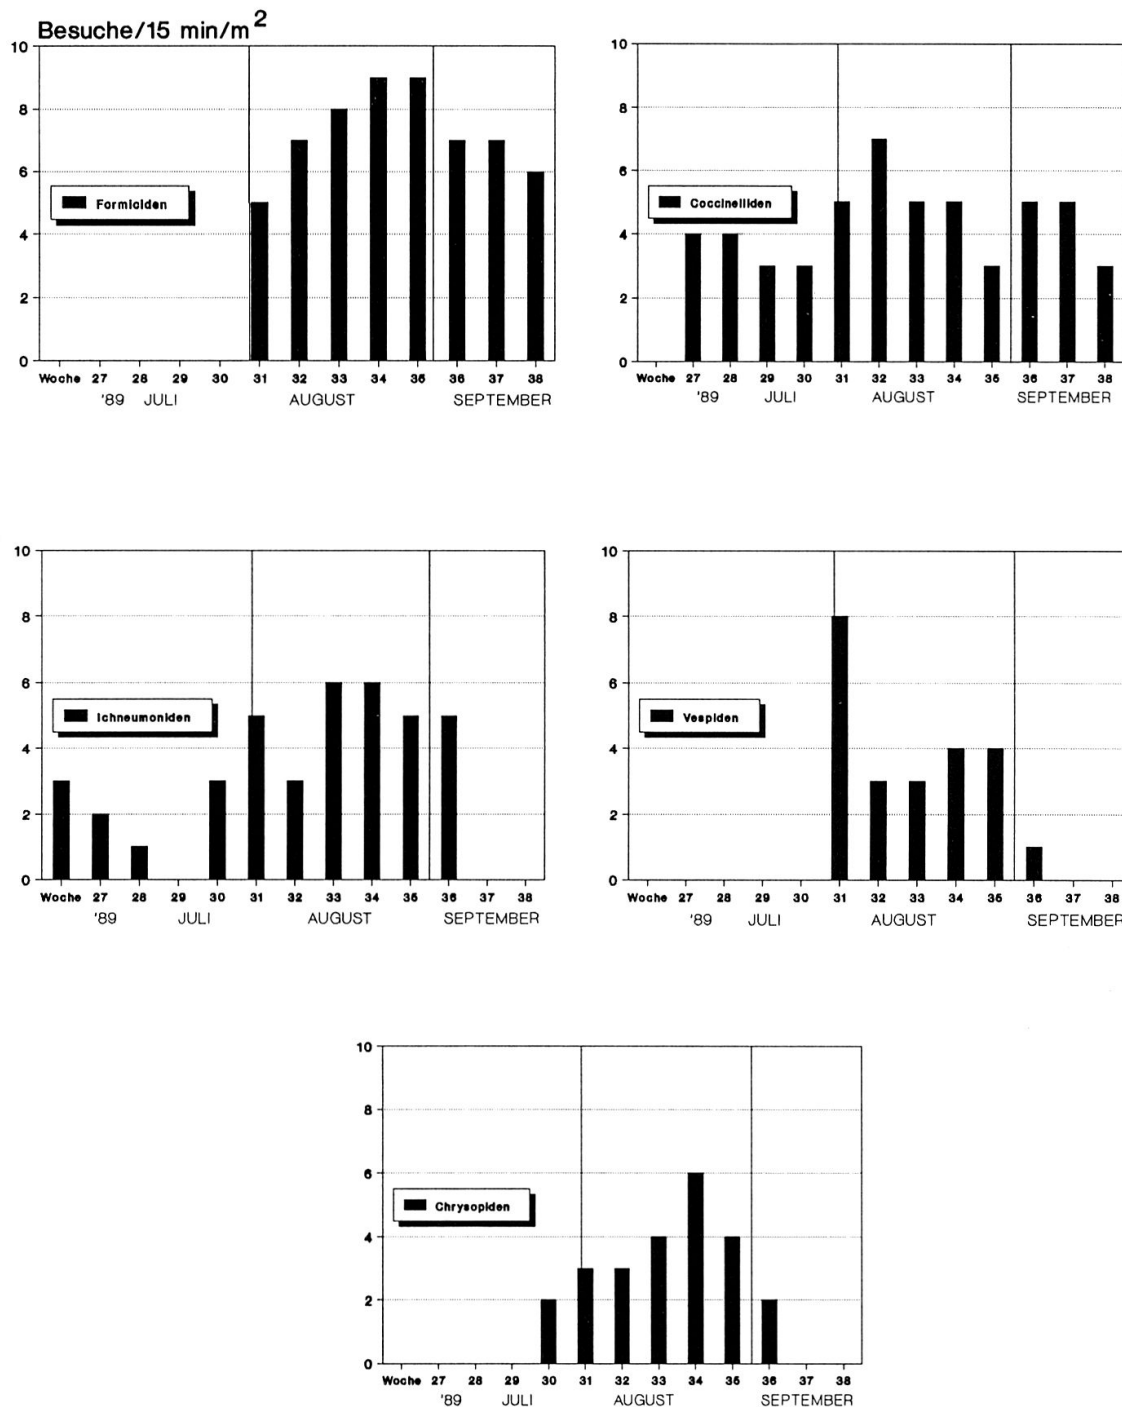 Besuche/15 min/m²
10
8
6
4
2
0
Formiciden
Woche 27 28 29 30 31 32 33 34 35 36 37 38
'89 JULI AUGUST SEPTEMBER
10
8
6
4
2
0
Coccinelliden
Woche 27 28 29 30 31 32 33 34 35 36 37 38
'89 JULI AUGUST SEPTEMBER
10
8
6
4
2
0
Ichneumoniden
Woche 27 28 29 30 31 32 33 34 35 36 37 38
'89 JULI AUGUST SEPTEMBER
10
8
6
4
2
0
Vespiden
Woche 27 28 29 30 31 32 33 34 35 36 37 38
'89 JULI AUGUST SEPTEMBER
10
8
6
4
2
0
Chrysopiden
Woche 27 28 29 30 31 32 33 34 35 36 37 38
'89 JULI AUGUST SEPTEMBER